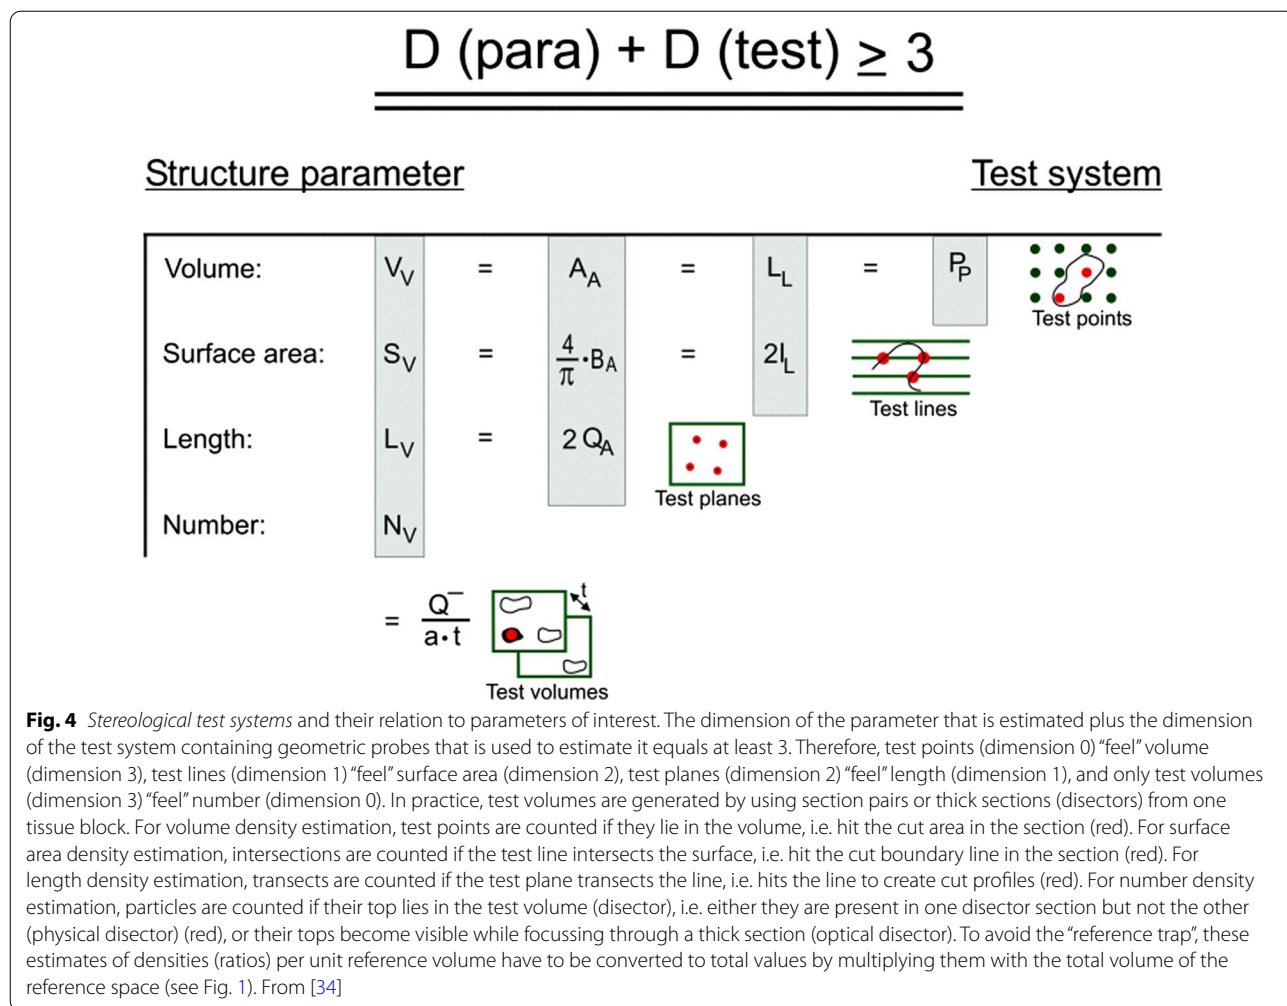 D (para) + D (test) ≥ 3
Structure parameter
Test system
Volume: V_V = A_A = L_L = P_P
Test points
Surface area: S_V = 4/π · B_A = 2I_L
Test lines
Length: L_V = 2 Q_A
Test planes
Number: N_V
= Q⁻ / a·t
t
Test volumes
Fig. 4 Stereological test systems and their relation to parameters of interest. The dimension of the parameter that is estimated plus the dimension
of the test system containing geometric probes that is used to estimate it equals at least 3. Therefore, test points (dimension 0) “feel” volume
(dimension 3), test lines (dimension 1) “feel” surface area (dimension 2), test planes (dimension 2) “feel” length (dimension 1), and only test volumes
(dimension 3) “feel” number (dimension 0). In practice, test volumes are generated by using section pairs or thick sections (disectors) from one
tissue block. For volume density estimation, test points are counted if they lie in the volume, i.e. hit the cut area in the section (red). For surface
area density estimation, intersections are counted if the test line intersects the surface, i.e. hit the cut boundary line in the section (red). For
length density estimation, transects are counted if the test plane transects the line, i.e. hits the line to create cut profiles (red). For number density
estimation, particles are counted if their top lies in the test volume (disector), i.e. either they are present in one disector section but not the other
(physical disector) (red), or their tops become visible while focussing through a thick section (optical disector). To avoid the “reference trap”, these
estimates of densities (ratios) per unit reference volume have to be converted to total values by multiplying them with the total volume of the
reference space (see Fig. 1). From [34]